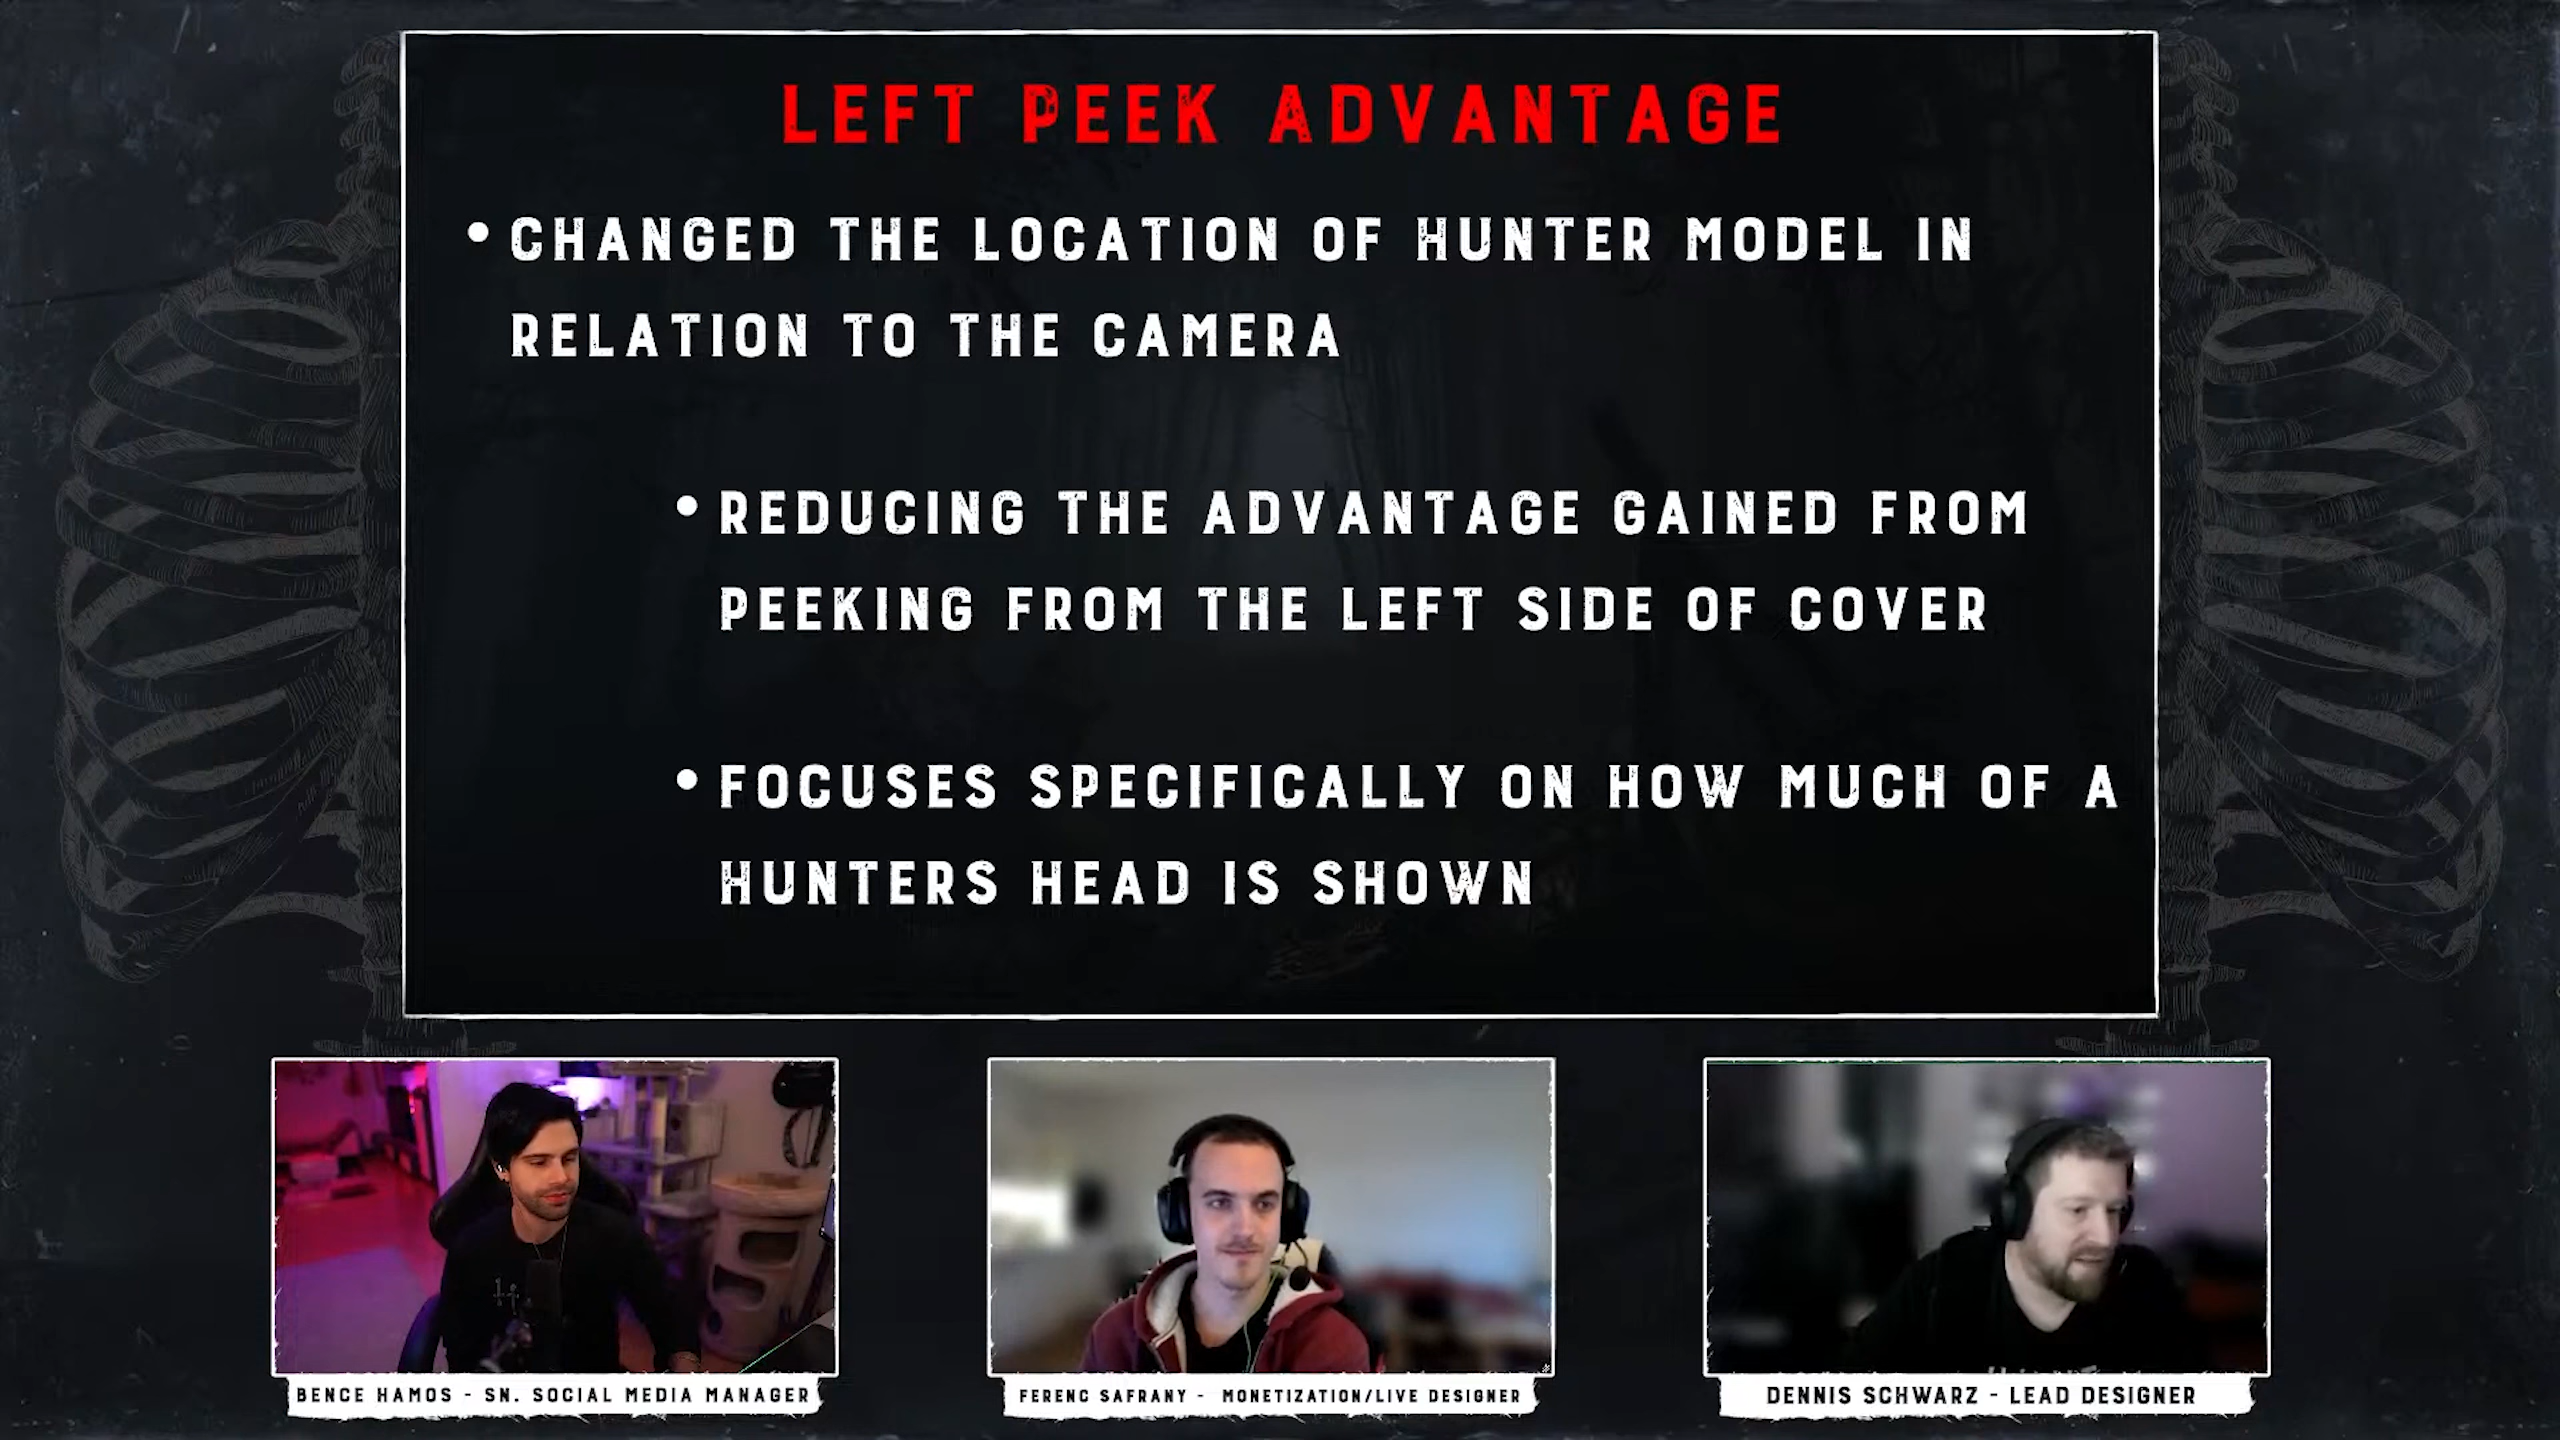 LEFT PEEK ADVANTAGE
• CHANGED THE LOCATION OF HUNTER MODEL IN
RELATION TO THE CAMERA
• REDUCING THE ADVANTAGE GAINED FROM
PEEKING FROM THE LEFT SIDE OF COVER
• FOCUSES SPECIFICALLY ON HOW MUCH OF A
HUNTERS HEAD IS SHOWN
BENCE HAMOS - SN. SOCIAL MEDIA MANAGER
FERENC SAFRANY - MONETIZATION/LIVE DESIGNER
DENNIS SCHWARZ - LEAD DESIGNER